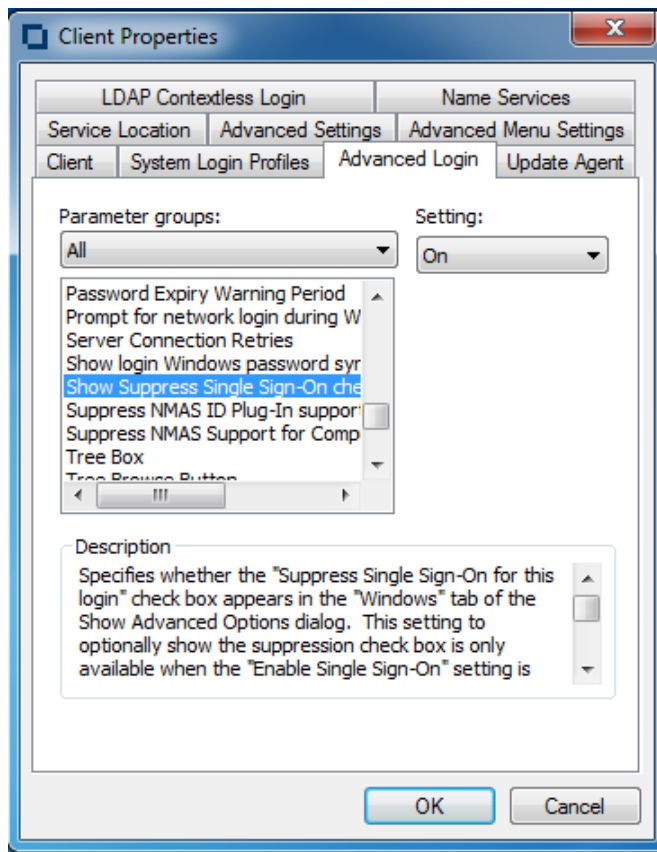 Client Properties
LDAP Contextless Login Name Services
Service Location Advanced Settings Advanced Menu Settings
Client System Login Profiles Advanced Login Update Agent
Parameter groups: Setting:
All On
Password Expiry Warning Period
Prompt for network login during W
Server Connection Retries
Show login Windows password syr
Show Suppress Single Sign-On che
Suppress NMAS ID Plug-In suppor
Suppress NMAS Support for Comp
Tree Box
Tree Browse Button
Description
Specifies whether the "Suppress Single Sign-On for this
login" check box appears in the "Windows" tab of the
Show Advanced Options dialog. This setting to
optionally show the suppression check box is only
available when the "Enable Single Sign-On" setting is
OK Cancel